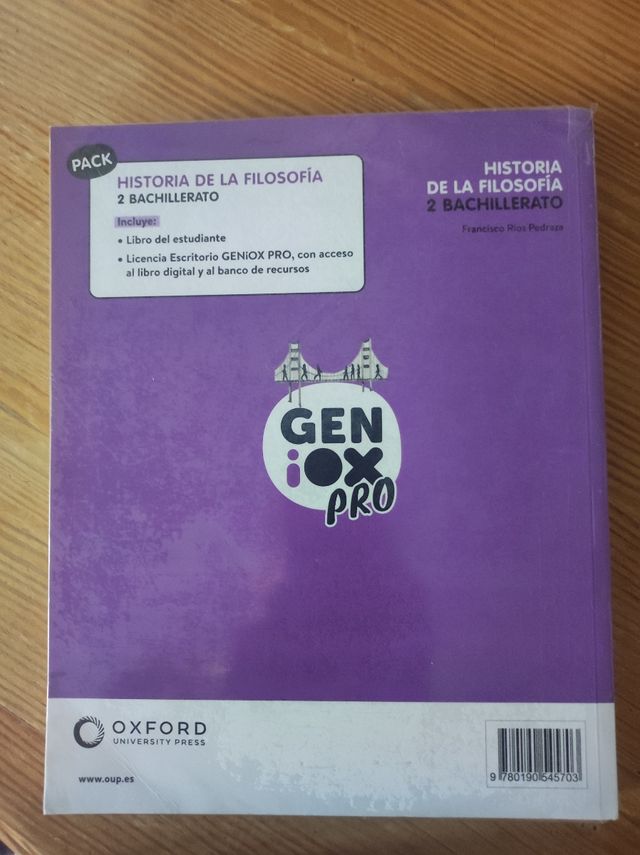 PACK
HISTORIA DE LA FILOSOFÍA
2 BACHILLERATO
Incluye:
• Libro del estudiante
• Licencia Escritorio GENiOX PRO, con acceso
al libro digital y al banco de recursos
HISTORIA
DE LA FILOSOFÍA
2 BACHILLERATO
Francisco Ríos Pedraza
GEN
iOX
PRO
OXFORD
UNIVERSITY PRESS
www.oup.es
9 780190 545703